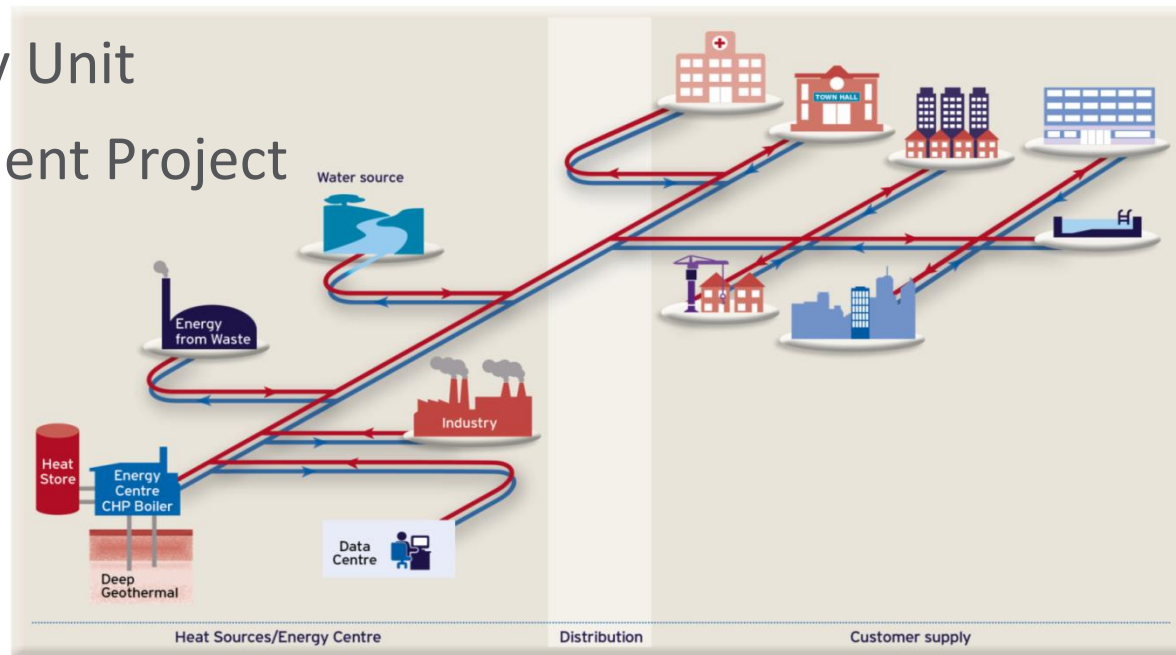 Unit
ent Project
Water source
TOWN HALL
Energy
from Waste
Industry
Heat
Store
Energy
Centre
CHP Boiler
Data
Centre
Deep
Geothermal
Heat Sources/Energy Centre
Distribution
Customer supply